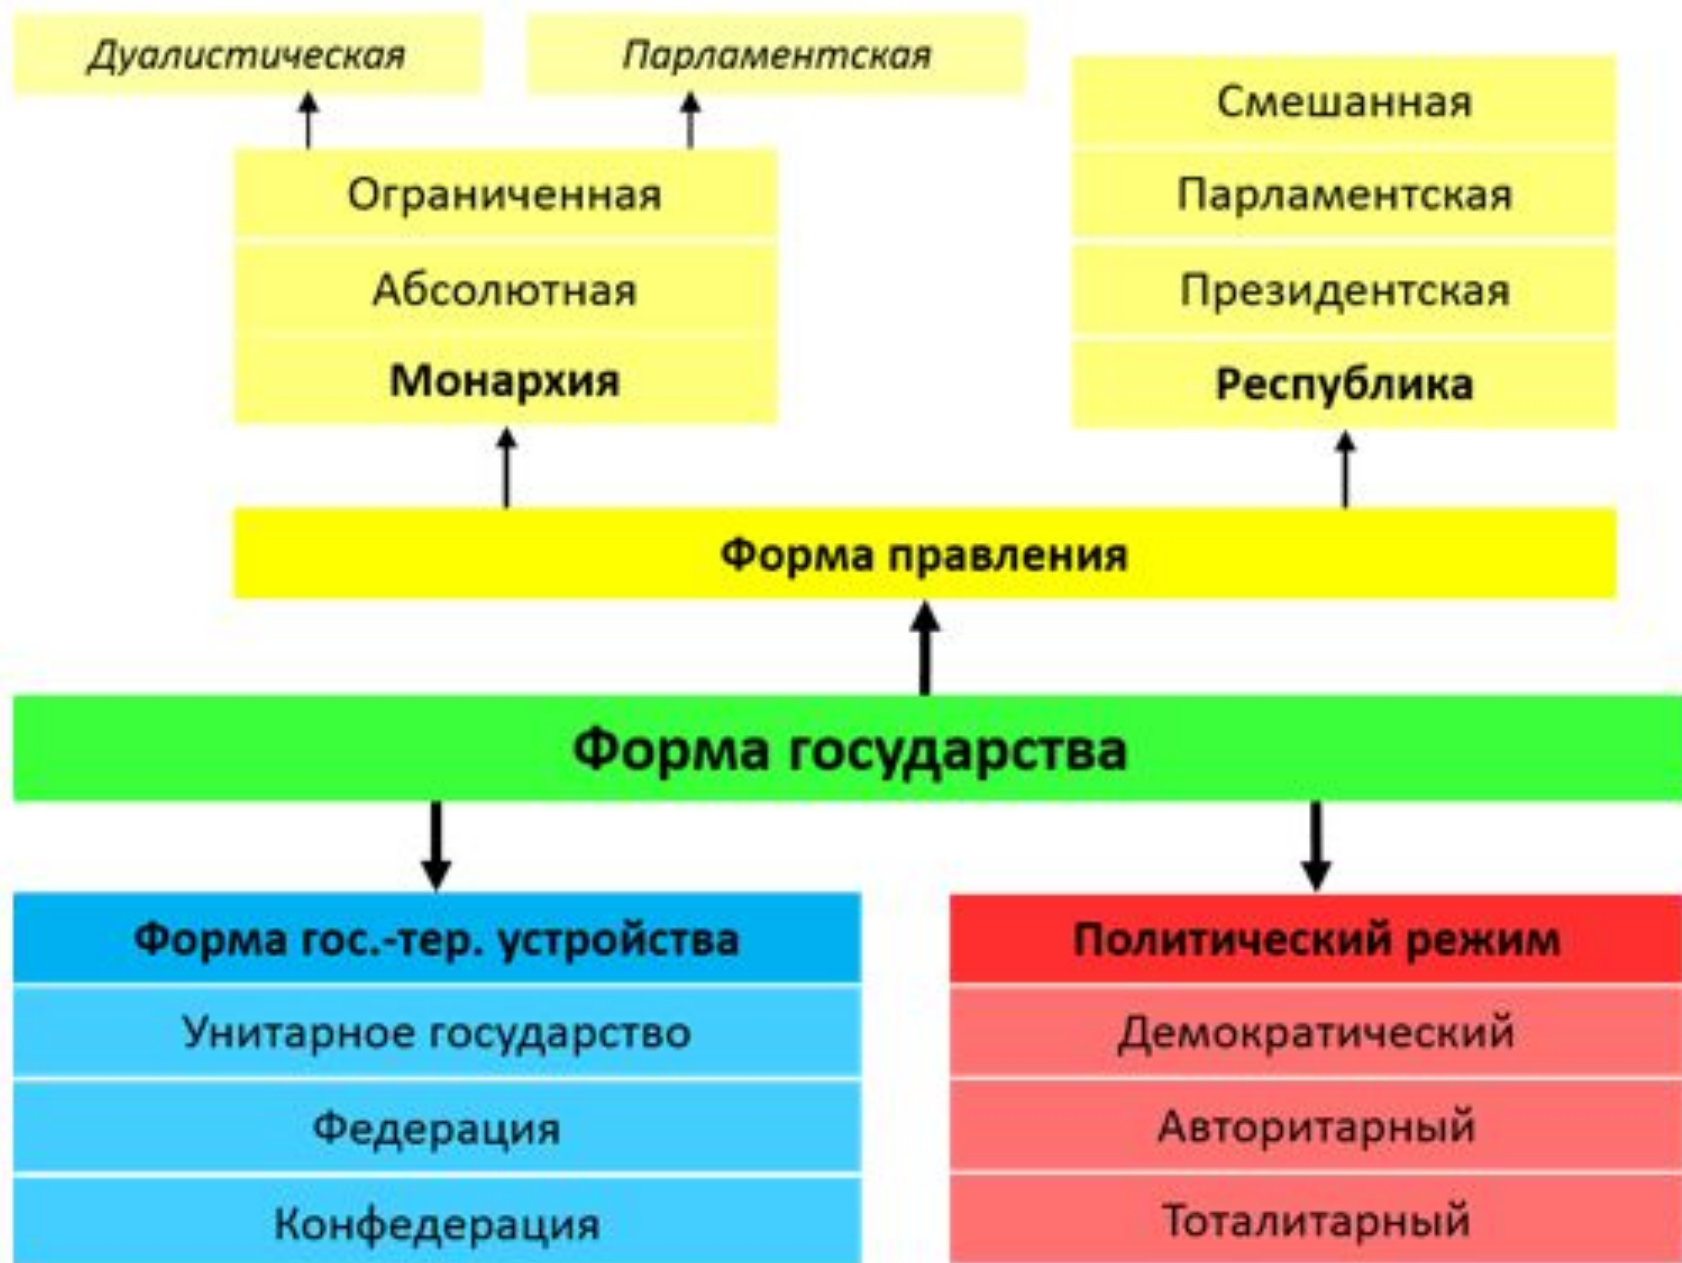 Дуалистическая
Парламентская
Ограниченная
Абсолютная
Монархия
Смешанная
Парламентская
Президентская
Республика
Форма правления
Форма государства
Форма гос.-тер. устройства
Унитарное государство
Федерация
Конфедерация
Политический режим
Демократический
Авторитарный
Тоталитарный